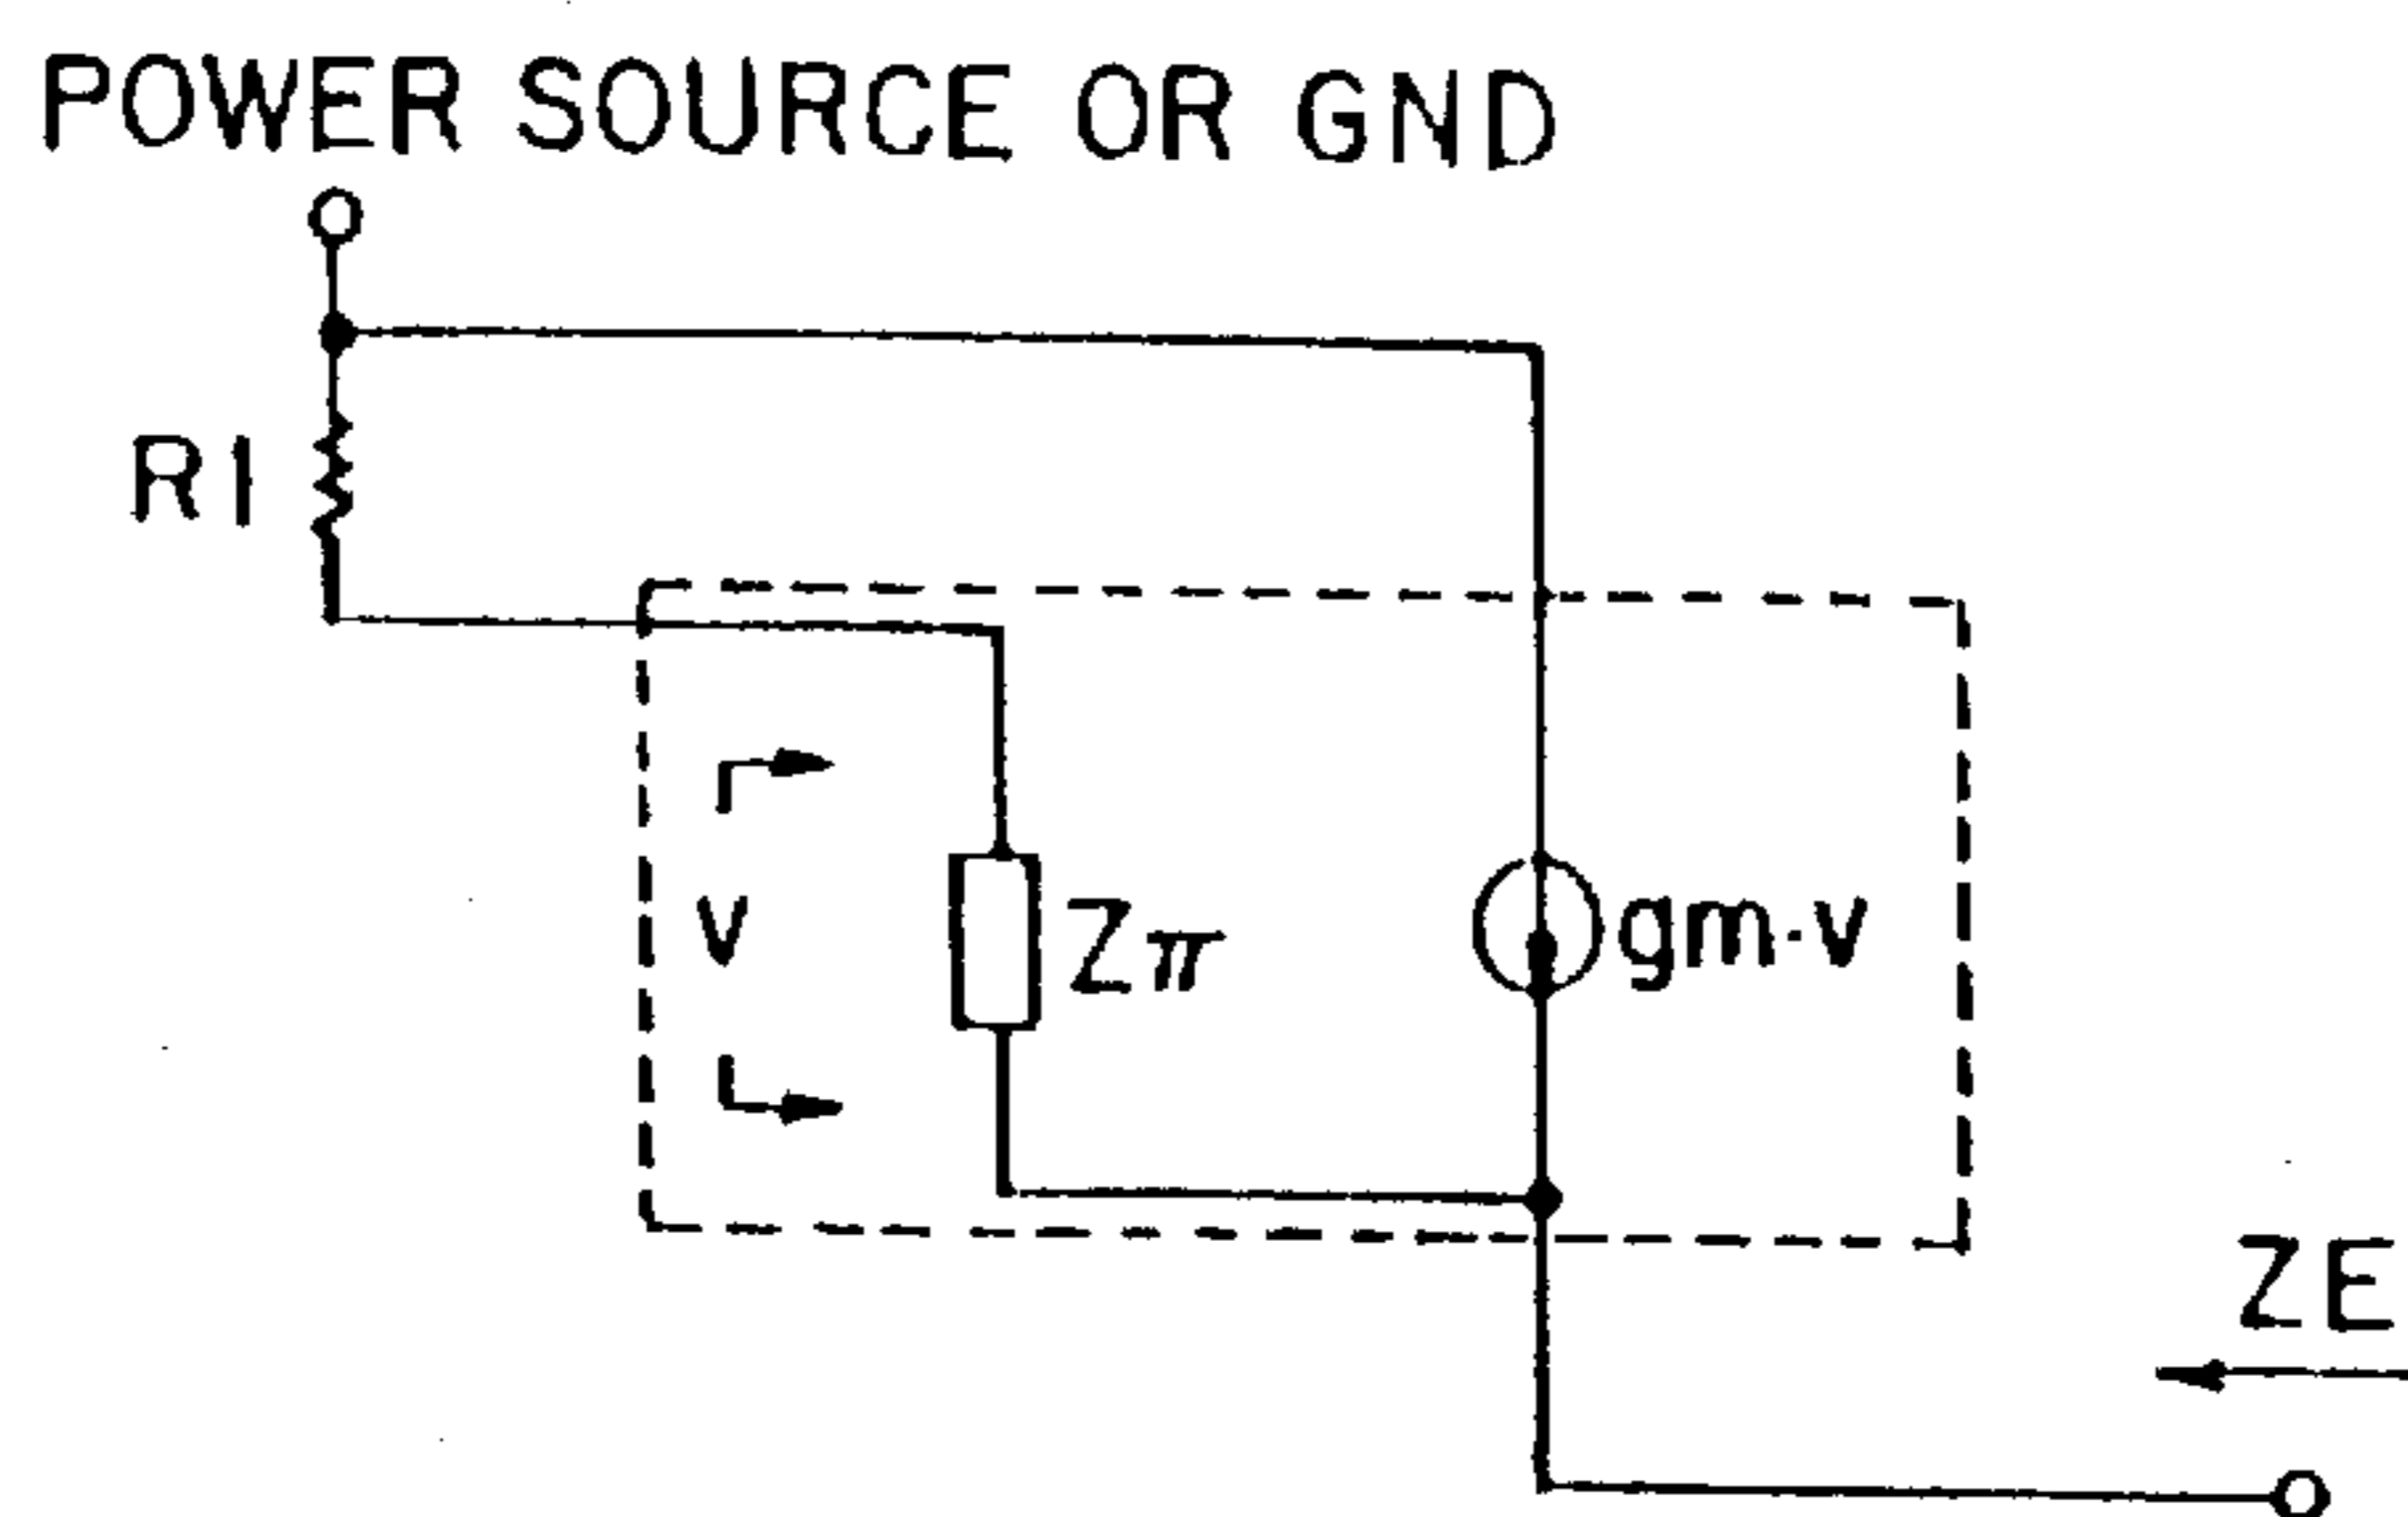 POWER SOURCE OR GND
R1
v
Zπ
gm·v
ZE